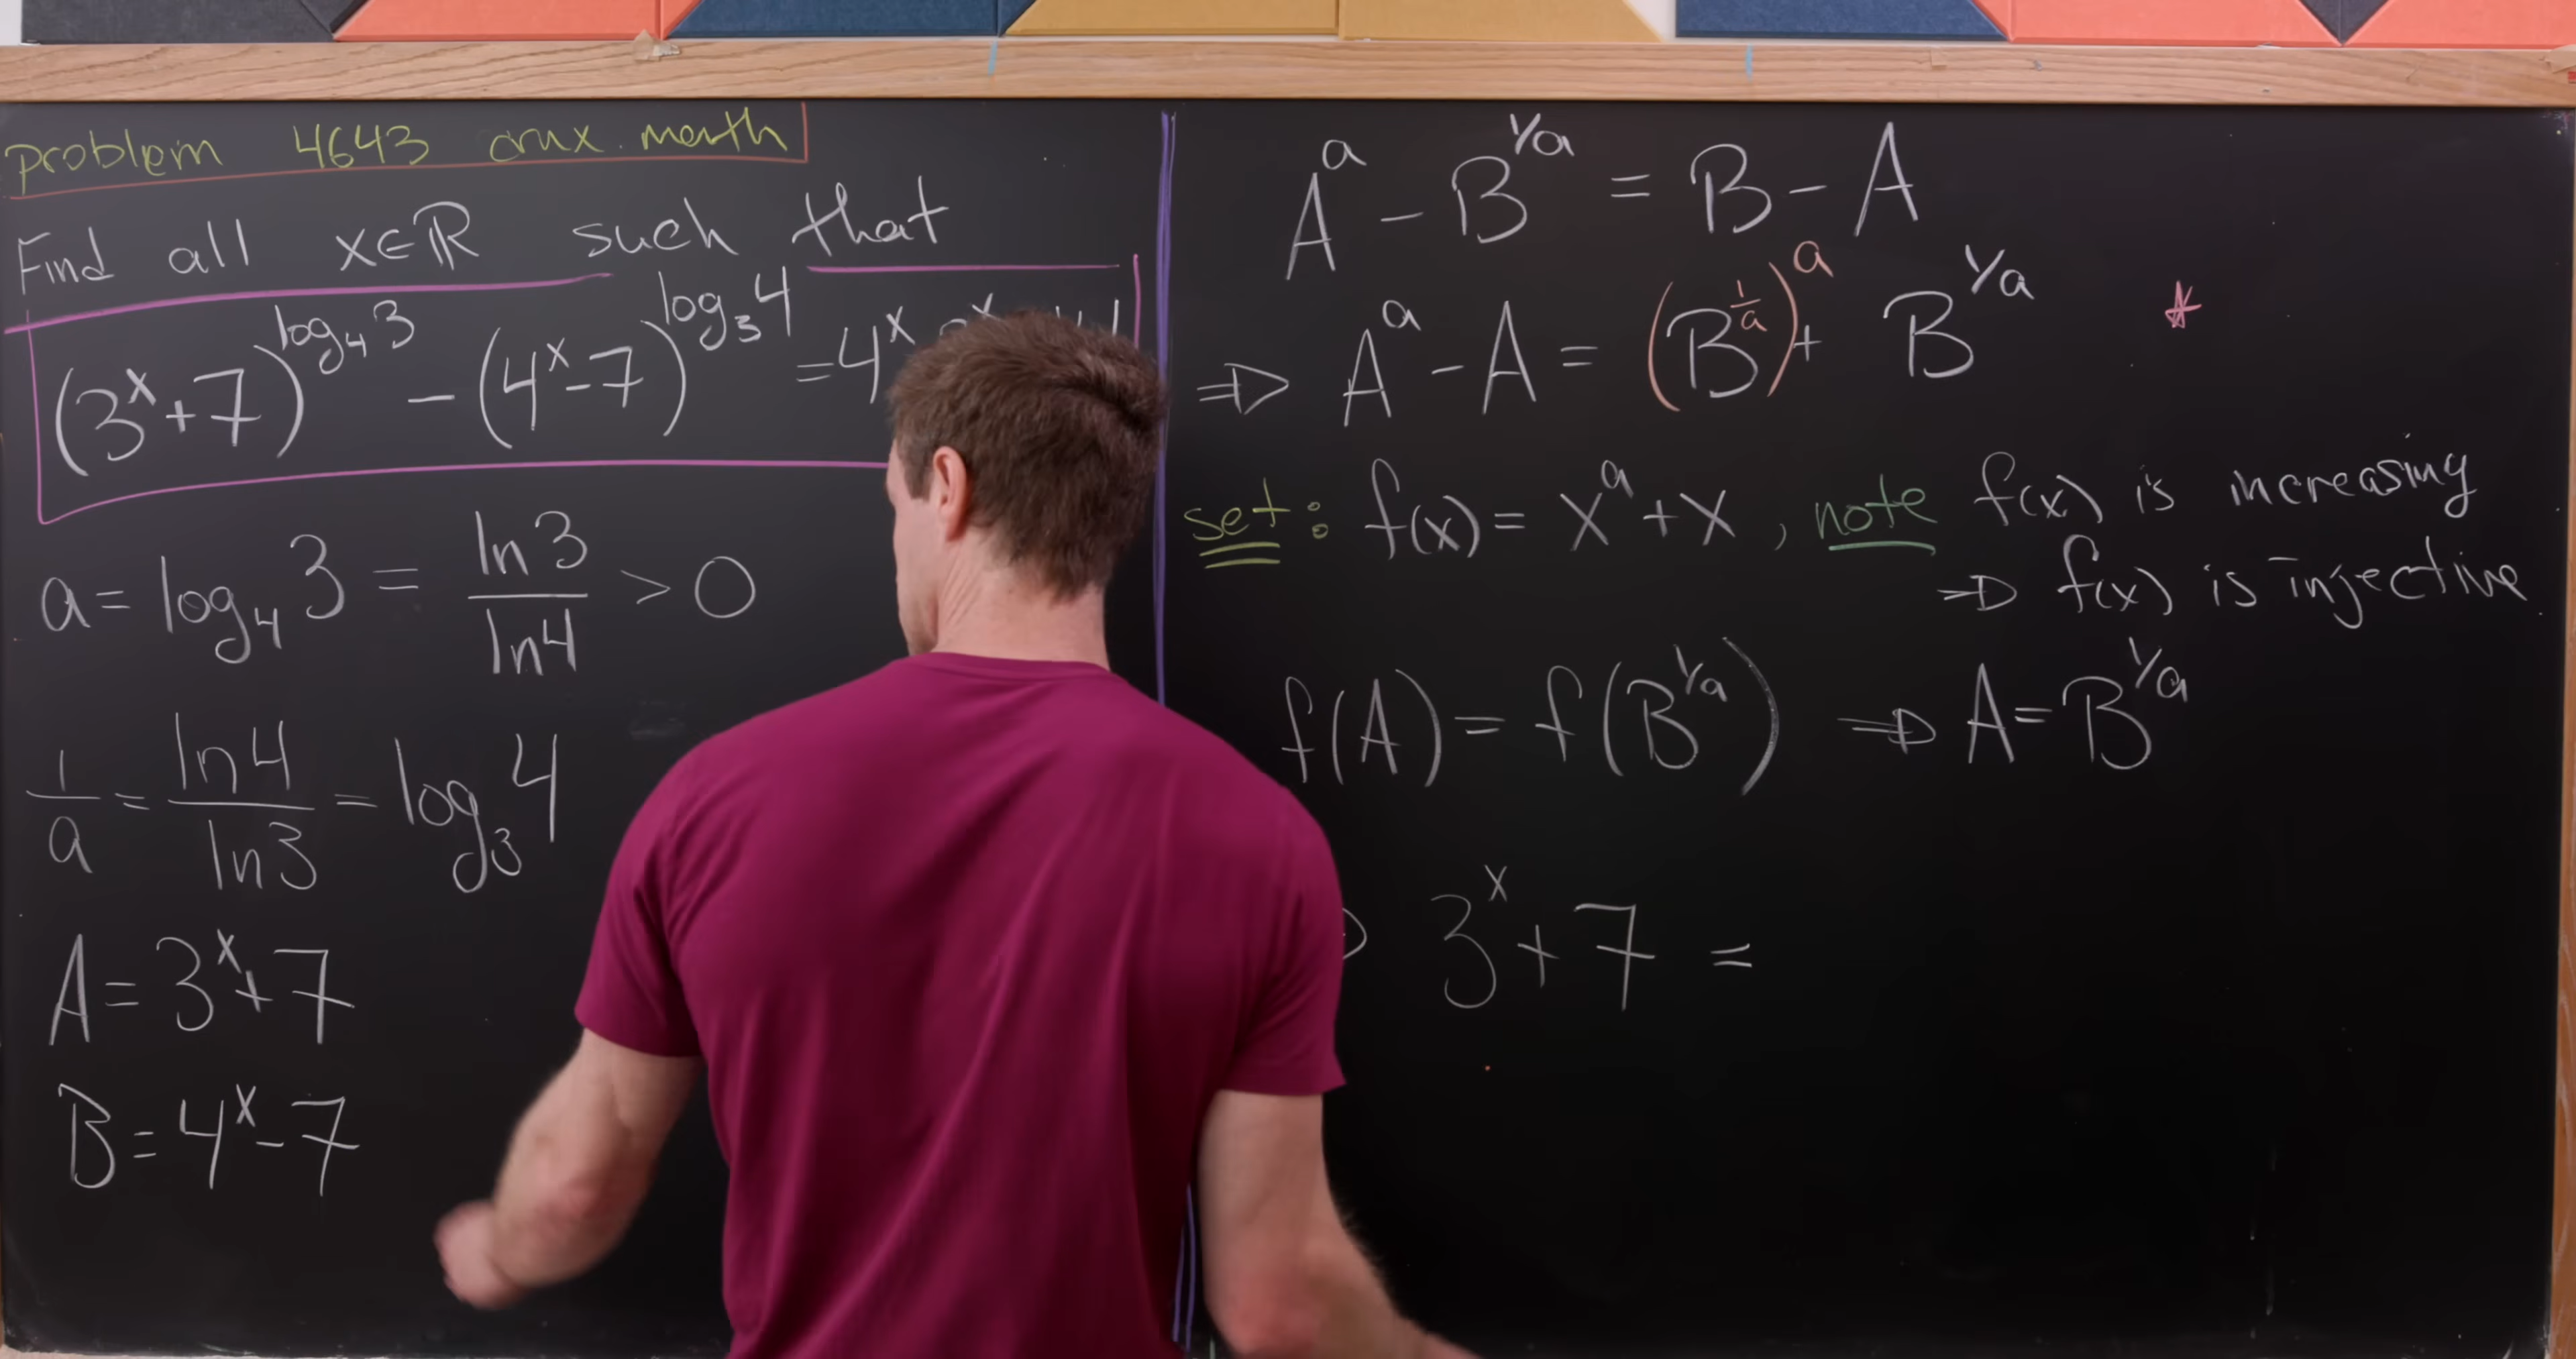 problem 4643 crux. math
Find all x∈ℝ such that
(3^x+7)^{log_4 3} - (4^x-7)^{log_3 4} = 4^x
a = log_4 3 = ln3/ln4 > 0
1/a = ln4/ln3 = log_3 4
A = 3^x+7
B = 4^x-7
A^a - B^{1/a} = B - A
⇒ A^a - A = (B^{1/a})^a + B^{1/a} *
set: f(x) = x^a + x, note f(x) is increasing
⇒ f(x) is injective
f(A) = f(B^{1/a}) ⇒ A = B^{1/a}
3^x + 7 =